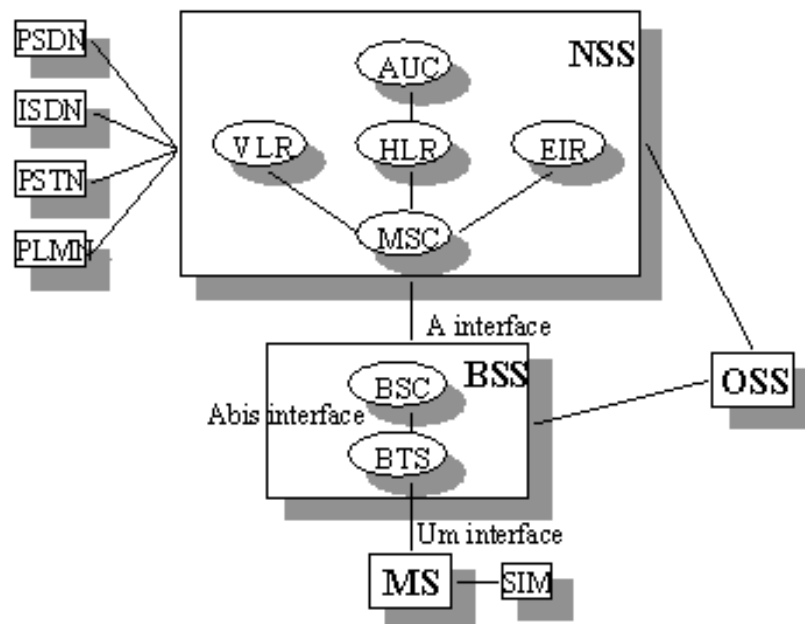 PSDN
ISDN
PSTN
PLMN
NSS
AUC
VLR
HLR
EIR
MSC
A interface
BSS
BSC
Abis interface
BTS
OSS
Um interface
MS
SIM